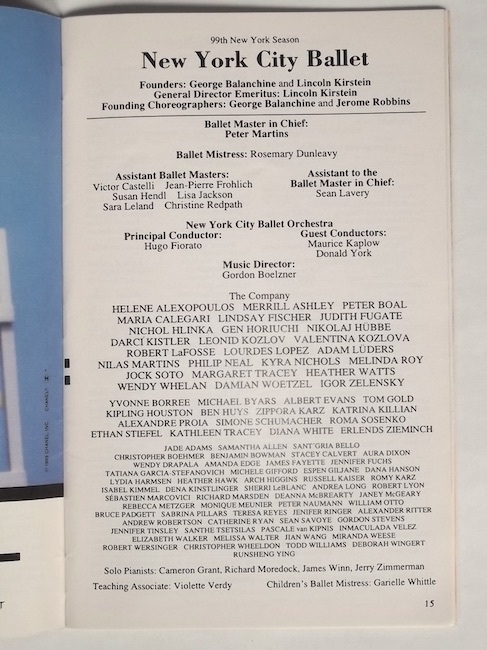 99th New York Season
New York City Ballet
Founders: George Balanchine and Lincoln Kirstein
General Director Emeritus: Lincoln Kirstein
Founding Choreographers: George Balanchine and Jerome Robbins
Ballet Master in Chief:
Peter Martins
Ballet Mistress: Rosemary Dunleavy
Assistant Ballet Masters:
Victor Castelli Jean-Pierre Frohlich
Susan Hendl Lisa Jackson
Sara Leland Christine Redpath
Assistant to the
Ballet Master in Chief:
Sean Lavery
New York City Ballet Orchestra
Principal Conductor:
Hugo Fiorato
Guest Conductors:
Maurice Kaplow
Donald York
Music Director:
Gordon Boelzner
The Company
HELENE ALEXOPOULOS MERRILL ASHLEY PETER BOAL
MARIA CALEGARI LINDSAY FISCHER JUDITH FUGATE
NICHOL HLINKA GEN HORIUCHI NIKOLAJ HÜBBE
DARCI KISTLER LEONID KOZLOV VALENTINA KOZLOVA
ROBERT LaFOSSE LOURDES LOPEZ ADAM LÜDERS
NILAS MARTINS PHILIP NEAL KYRA NICHOLS MELINDA ROY
JOCK SOTO MARGARET TRACEY HEATHER WATTS
WENDY WHELAN DAMIAN WOETZEL IGOR ZELENSKY
YVONNE BORREE MICHAEL BYARS ALBERT EVANS TOM GOLD
KIPLING HOUSTON BEN HUYS ZIPPORA KARZ KATRINA KILLIAN
ALEXANDRE PROIA SIMONE SCHUMACHER ROMA SOSENKO
ETHAN STIEFEL KATHLEEN TRACEY DIANA WHITE ERLENDS ZIEMINCH
JADE ADAMS SAMANTHA ALLEN SANT'GRIA BELLO
CHRISTOPHER BOEHMER BENJAMIN BOWMAN STACEY CALVERT AURA DIXON
WENDY DRAPALA AMANDA EDGE JAMES FAYETTE JENNIFER FUCHS
TATIANA GARCIA-STEFANOVICH MICHELE GIFFORD ESPEN GILJANE DANA HANSON
LYDIA HARMSEN HEATHER HAWK ARCH HIGGINS RUSSELL KAISER ROMY KARZ
ISABEL KIMMEL DENA KINSTLINGER SHERRI LeBLANC ANDREA LONG ROBERT LYON
SÉBASTIEN MARCOVICI RICHARD MARSDEN DEANNA McBREARTY JANEY McGEARY
REBECCA METZGER MONIQUE MEUNIER PETER NAUMANN WILLIAM OTTO
BRUCE PADGETT SABRINA PILLARS TERESA REYES JENIFER RINGER ALEXANDER RITTER
ANDREW ROBERTSON CATHERINE RYAN SEAN SAVOYE GORDON STEVENS
JENNIFER TINSLEY SANTHE TSETSILAS PASCALE van KIPNIS INMACULADA VELEZ
ELIZABETH WALKER MELISSA WALTER JIAN WANG MIRANDA WEESE
ROBERT WERSINGER CHRISTOPHER WHEELDON TODD WILLIAMS DEBORAH WINGERT
RUNSHENG YING
Solo Pianists: Cameron Grant, Richard Moredock, James Winn, Jerry Zimmerman
Teaching Associate: Violette Verdy Children's Ballet Mistress: Garielle Whittle
15